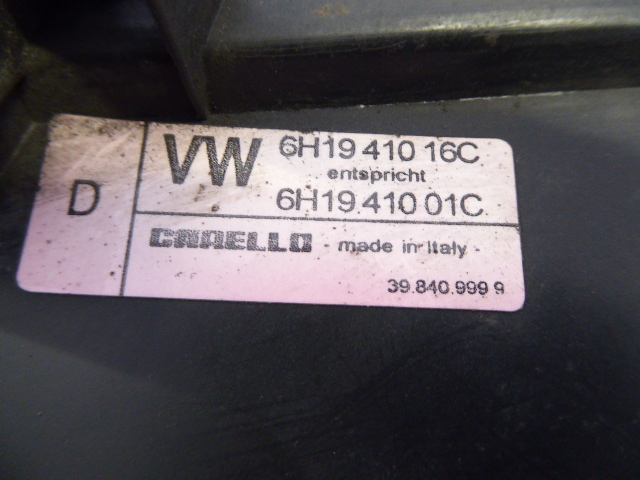 D
VW
6H19 410 16C
entspricht
6H19 410 01C
CARELLO - made in Italy -
39.840.999 9